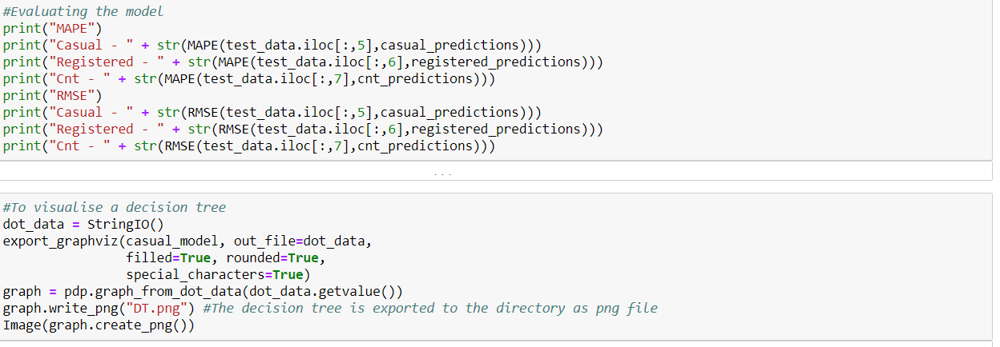 #Evaluating the model
print("MAPE")
print("Casual - " + str(MAPE(test_data.iloc[:,5],casual_predictions)))
print("Registered - " + str(MAPE(test_data.iloc[:,6],registered_predictions)))
print("Cnt - " + str(MAPE(test_data.iloc[:,7],cnt_predictions)))
print("RMSE")
print("Casual - " + str(RMSE(test_data.iloc[:,5],casual_predictions)))
print("Registered - " + str(RMSE(test_data.iloc[:,6],registered_predictions)))
print("Cnt - " + str(RMSE(test_data.iloc[:,7],cnt_predictions)))
...
#To visualise a decision tree
dot_data = StringIO()
export_graphviz(casual_model, out_file=dot_data,
                filled=True, rounded=True,
                special_characters=True)
graph = pdp.graph_from_dot_data(dot_data.getvalue())
graph.write_png("DT.png") #The decision tree is exported to the directory as png file
Image(graph.create_png())